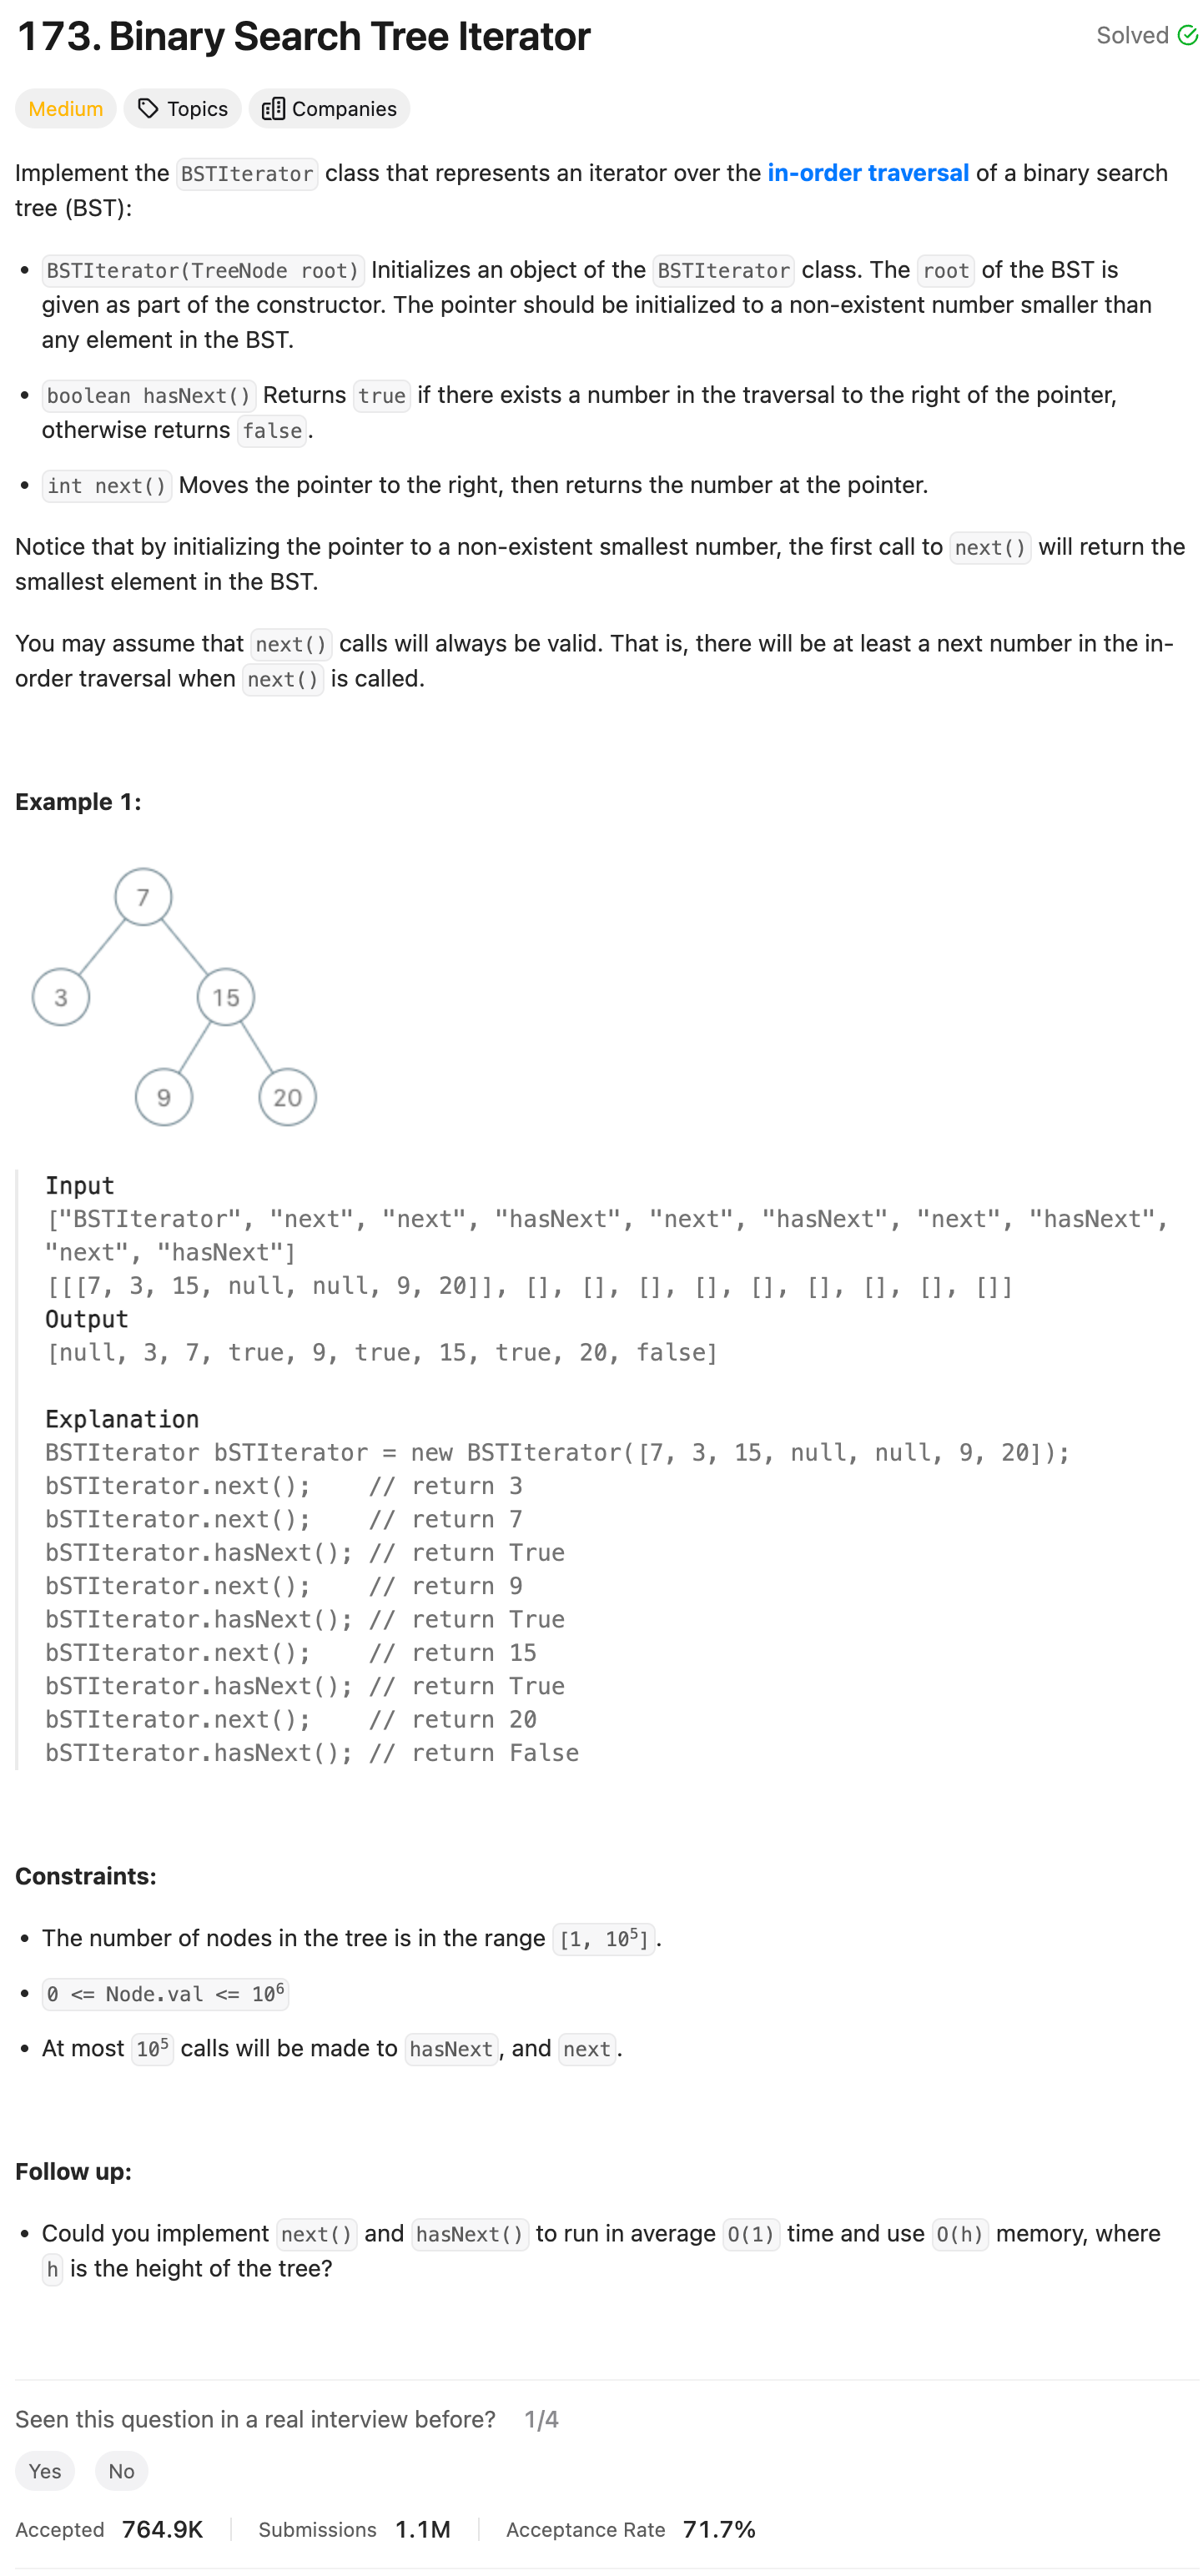 173. Binary Search Tree Iterator
Solved
Medium
Topics
Companies
Implement the BSTIterator class that represents an iterator over the in-order traversal of a binary search
tree (BST):
• BSTIterator(TreeNode root) Initializes an object of the BSTIterator class. The root of the BST is
given as part of the constructor. The pointer should be initialized to a non-existent number smaller than
any element in the BST.
• boolean hasNext() Returns true if there exists a number in the traversal to the right of the pointer,
otherwise returns false.
• int next() Moves the pointer to the right, then returns the number at the pointer.
Notice that by initializing the pointer to a non-existent smallest number, the first call to next() will return the
smallest element in the BST.
You may assume that next() calls will always be valid. That is, there will be at least a next number in the in-
order traversal when next() is called.
Example 1:
7
3
15
9
20
Input
["BSTIterator", "next", "next", "hasNext", "next", "hasNext", "next", "hasNext",
"next", "hasNext"]
[[[7, 3, 15, null, null, 9, 20]], [], [], [], [], [], [], [], [], []]
Output
[null, 3, 7, true, 9, true, 15, true, 20, false]
Explanation
BSTIterator bSTIterator = new BSTIterator([7, 3, 15, null, null, 9, 20]);
bSTIterator.next();    // return 3
bSTIterator.next();    // return 7
bSTIterator.hasNext(); // return True
bSTIterator.next();    // return 9
bSTIterator.hasNext(); // return True
bSTIterator.next();    // return 15
bSTIterator.hasNext(); // return True
bSTIterator.next();    // return 20
bSTIterator.hasNext(); // return False
Constraints:
• The number of nodes in the tree is in the range [1, 10⁵].
• 0 <= Node.val <= 10⁶
• At most 10⁵ calls will be made to hasNext, and next.
Follow up:
• Could you implement next() and hasNext() to run in average O(1) time and use O(h) memory, where
h is the height of the tree?
Seen this question in a real interview before? 1/4
Yes
No
Accepted 764.9K
Submissions 1.1M
Acceptance Rate 71.7%